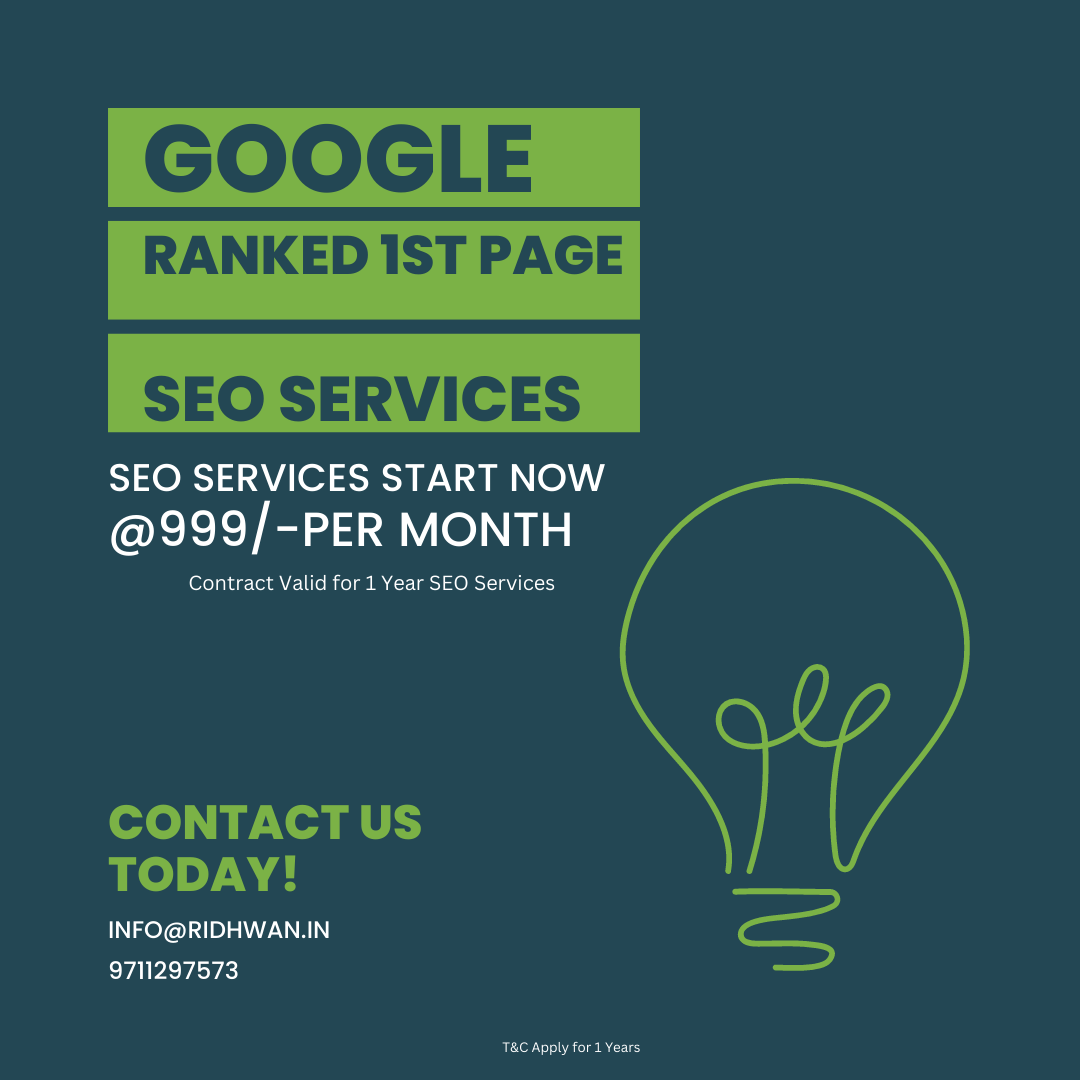 GOOGLE
RANKED 1ST PAGE
SEO SERVICES
SEO SERVICES START NOW
@999/-PER MONTH
Contract Valid for 1 Year SEO Services
CONTACT US
TODAY!
INFO@RIDHWAN.IN
9711297573
T&C Apply for 1 Years